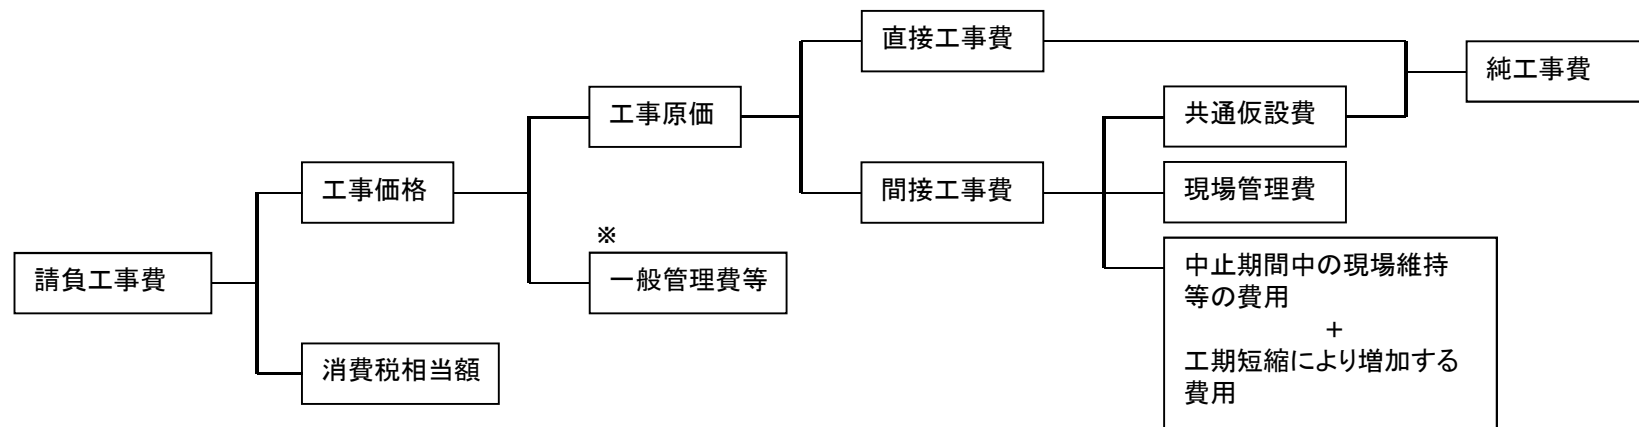 直接工事費
純工事費
工事原価
共通仮設費
工事価格
間接工事費
現場管理費
※
一般管理費等
請負工事費
中止期間中の現場維持
等の費用
+
工期短縮により増加する
費用
消費税相当額